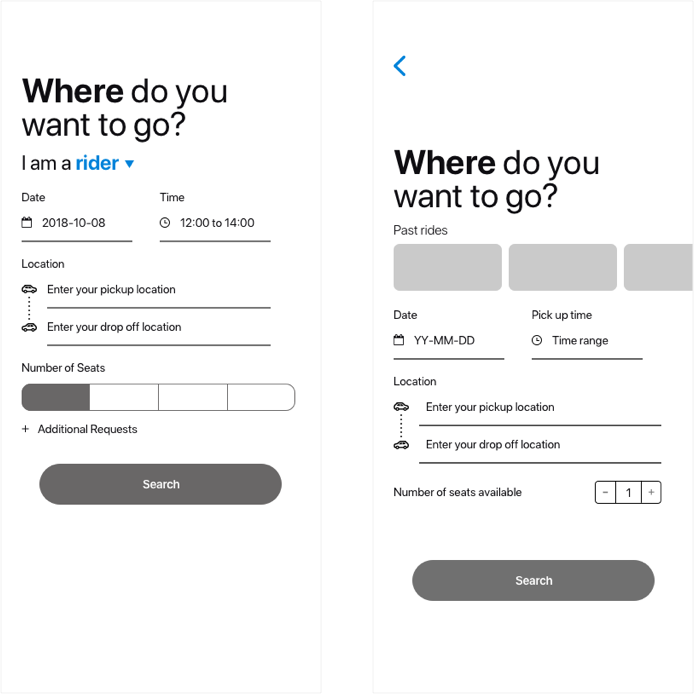 Where do you
want to go?
I am a rider
Date
Time
2018-10-08
12:00 to 14:00
Location
Enter your pickup location
Enter your drop off location
Number of Seats
+ Additional Requests
Search
Where do you
want to go?
Past rides
Date
Pick up time
YY-MM-DD
Time range
Location
Enter your pickup location
Enter your drop off location
Number of seats available
- 1 +
Search